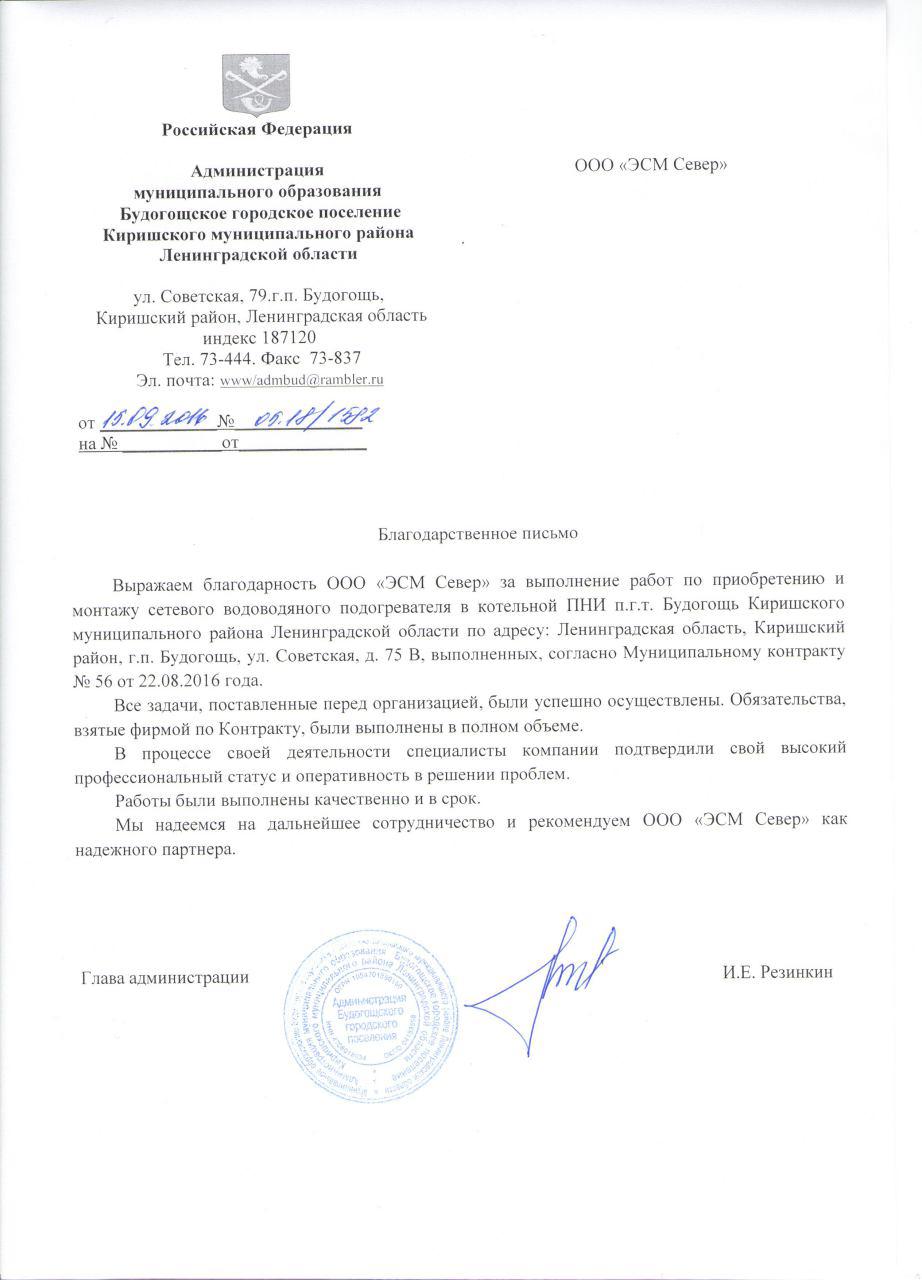 Российская Федерация
Администрация
муниципального образования
Будогощское городское поселение
Киришского муниципального района
Ленинградской области
ул. Советская, 79.г.п. Будогощь,
Киришский район, Ленинградская область
индекс 187120
Тел. 73-444. Факс 73-837
Эл. почта: www/admbud@rambler.ru
от 15.09.2016 № 05.18/1582
на № от
ООО «ЭСМ Север»
Благодарственное письмо
Выражаем благодарность ООО «ЭСМ Север» за выполнение работ по приобретению и
монтажу сетевого водоводяного подогревателя в котельной ПНИ п.г.т. Будогощь Киришского
муниципального района Ленинградской области по адресу: Ленинградская область, Киришский
район, г.п. Будогощь, ул. Советская, д. 75 В, выполненных, согласно Муниципальному контракту
№ 56 от 22.08.2016 года.
Все задачи, поставленные перед организацией, были успешно осуществлены. Обязательства,
взятые фирмой по Контракту, были выполнены в полном объеме.
В процессе своей деятельности специалисты компании подтвердили свой высокий
профессиональный статус и оперативность в решении проблем.
Работы были выполнены качественно и в срок.
Мы надеемся на дальнейшее сотрудничество и рекомендуем ООО «ЭСМ Север» как
надежного партнера.
Глава администрации
И.Е. Резинкин
Администрация
Будогощского
городского
поселения